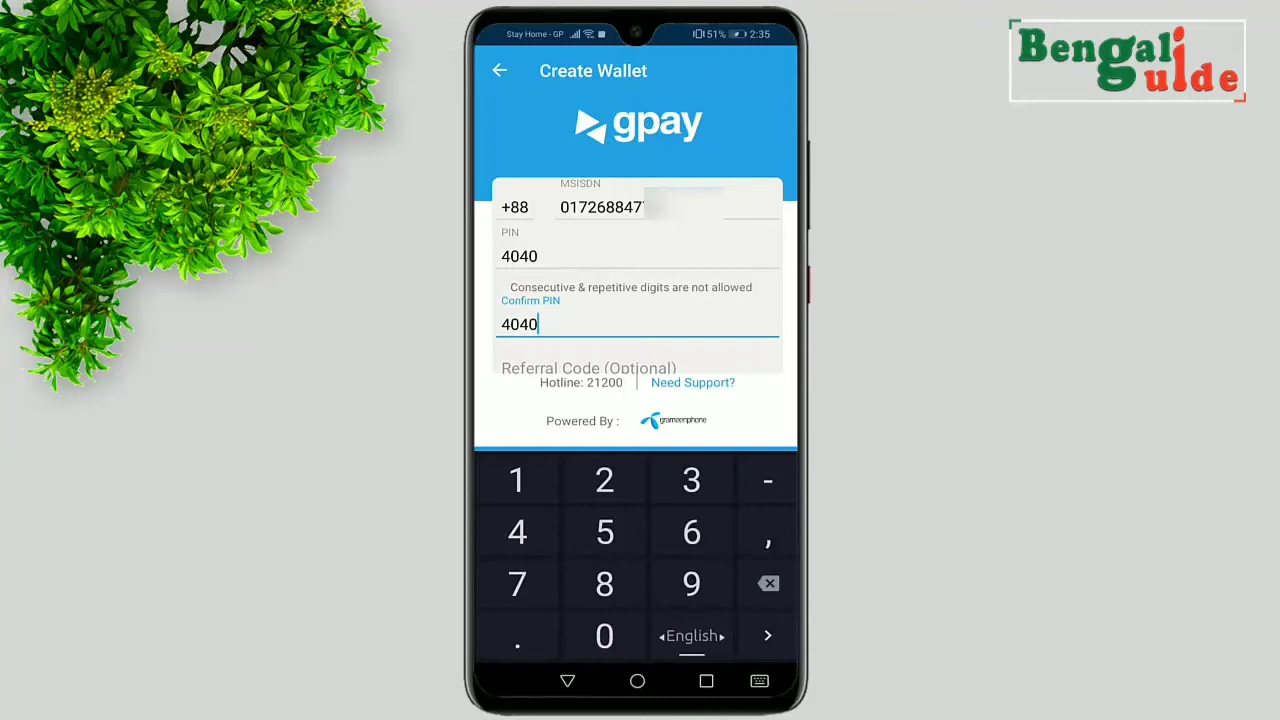 Bengali
Guide
Stay Home - GP 51% 2:35
Create Wallet
gpay
MSISDN
+88 017268847
PIN
4040
Consecutive & repetitive digits are not allowed
Confirm PIN
4040
Referral Code (Optional)
Hotline: 21200 Need Support?
Powered By : grameenphone
1 2 3 -
4 5 6 ,
7 8 9
. 0 English